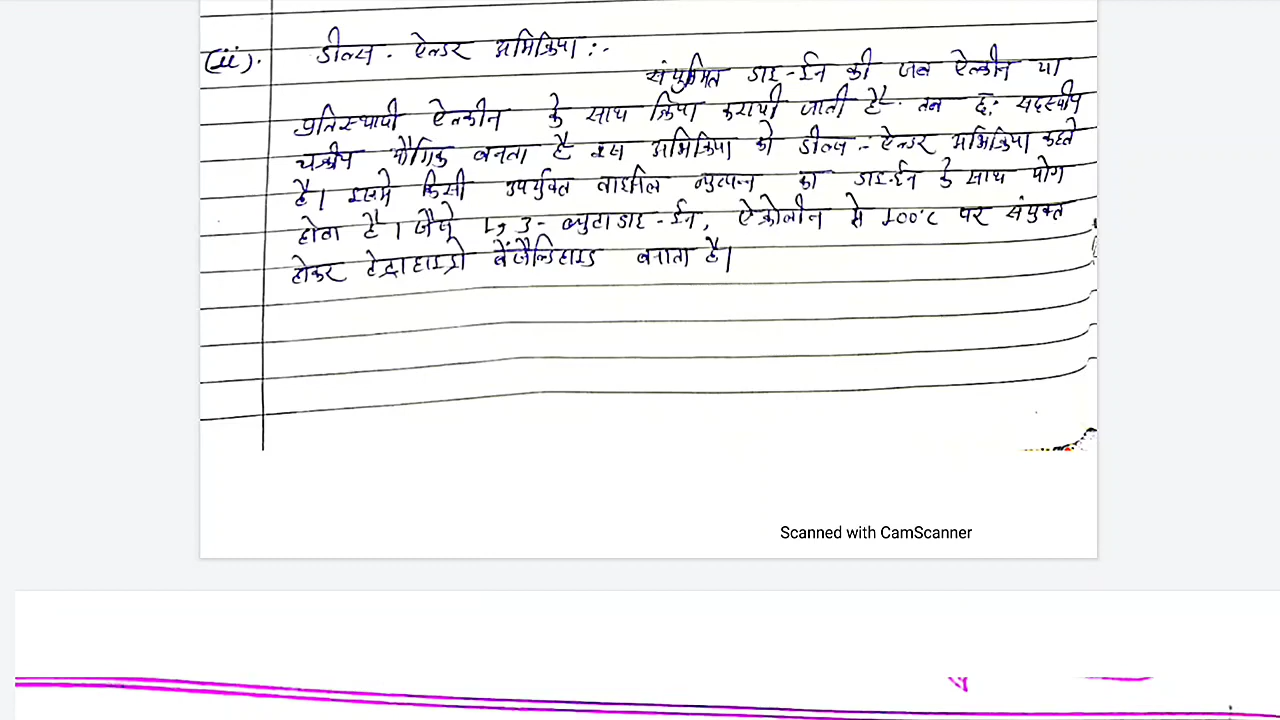 (ii). डील्स - ऐल्डर अभिक्रिया :-
संयुग्मित डाइ-ईन की जब ऐल्कीन या
प्रतिस्थापी ऐल्कीन के साथ क्रिया करायी जाती है तब छः सदस्यीय
चक्रीय यौगिक बनता है इस अभिक्रिया को डील्स - ऐल्डर अभिक्रिया कहते
है। इसमे किसी उपर्युक्त वाइनिल व्युत्पन्न का डाइ-ईन के साथ योग
होता है। जैसे 1,3- ब्युटाडाइ-ईन, ऐक्रोलीन से 100°C पर संयुक्त
होकर टेट्राहाइड्रो बेंजैल्डिहाइड बनाता है।
Scanned with CamScanner